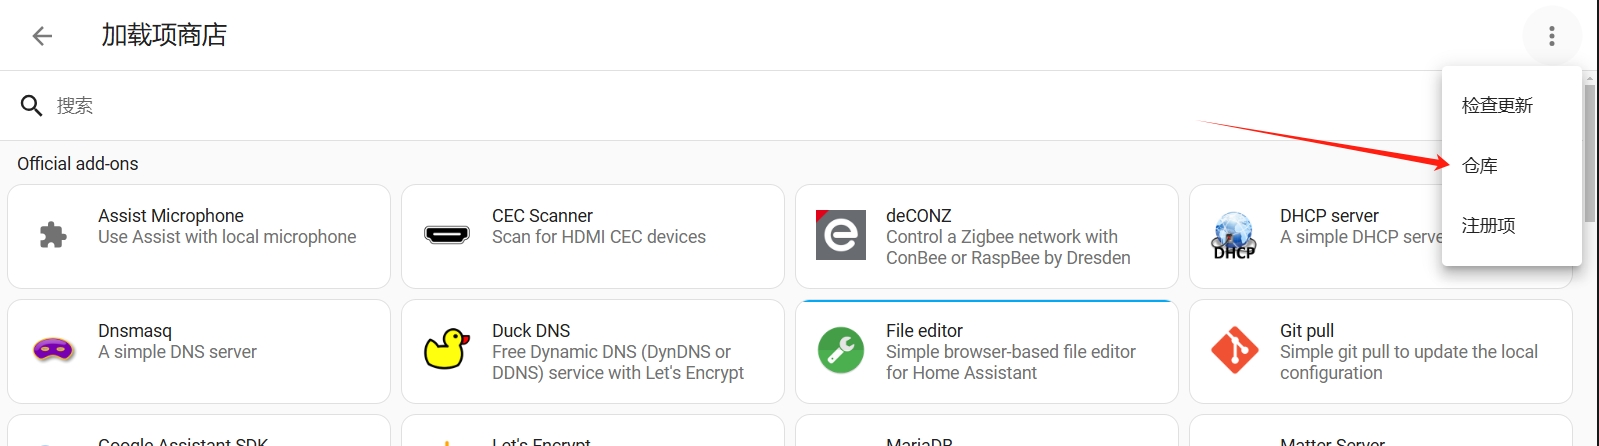 加载项商店
搜索
检查更新
仓库
注册项
Official add-ons
Assist Microphone
Use Assist with local microphone
CEC Scanner
Scan for HDMI CEC devices
deCONZ
Control a Zigbee network with
ConBee or RaspBee by Dresden
DHCP server
A simple DHCP serve
DHCP
Dnsmasq
A simple DNS server
Duck DNS
Free Dynamic DNS (DynDNS or
DDNS) service with Let's Encrypt
File editor
Simple browser-based file editor
for Home Assistant
Git pull
Simple git pull to update the local
configuration
Google Assistant SDK
Let's Encrypt
MariaDB
Matter Server